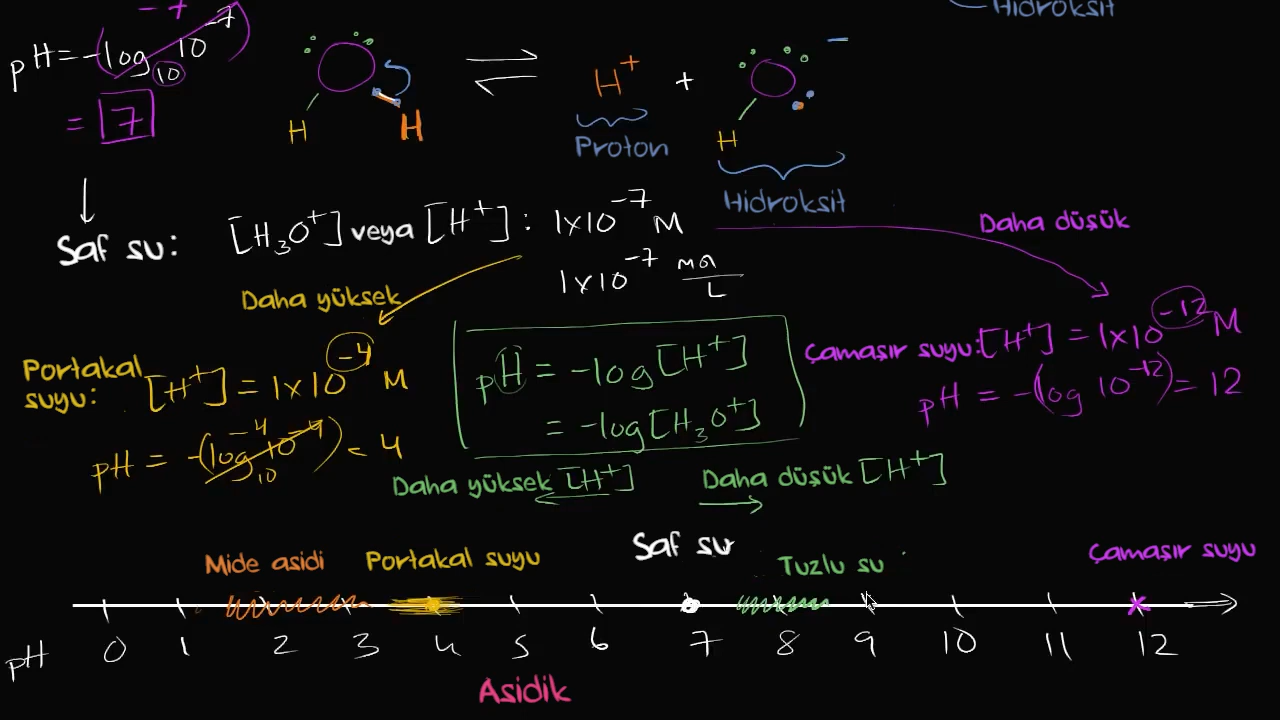 -7
Hidroksit
pH = -(log₁₀ 10⁻⁷)
= 7
H
H
H⁺ + 
-
H
Proton
Hidroksit
Saf su: [H₃O⁺] veya [H⁺] : 1x10⁻⁷ M
Daha düşük
1x10⁻⁷ mol/L
Daha yüksek
Portakal suyu: [H⁺] = 1x10⁻⁴ M
pH = -(log₁₀ 10⁻⁴) = 4
-4
pH = -log [H⁺]
= -log [H₃O⁺]
Çamaşır suyu: [H⁺] = 1x10⁻¹² M
pH = -(log 10⁻¹²) = 12
Daha yüksek [H⁺]
Daha düşük [H⁺]
Mide asidi
Portakal suyu
Saf su
Tuzlu su
Çamaşır suyu
pH 0 1 2 3 4 5 6 7 8 9 10 11 12
Asidik